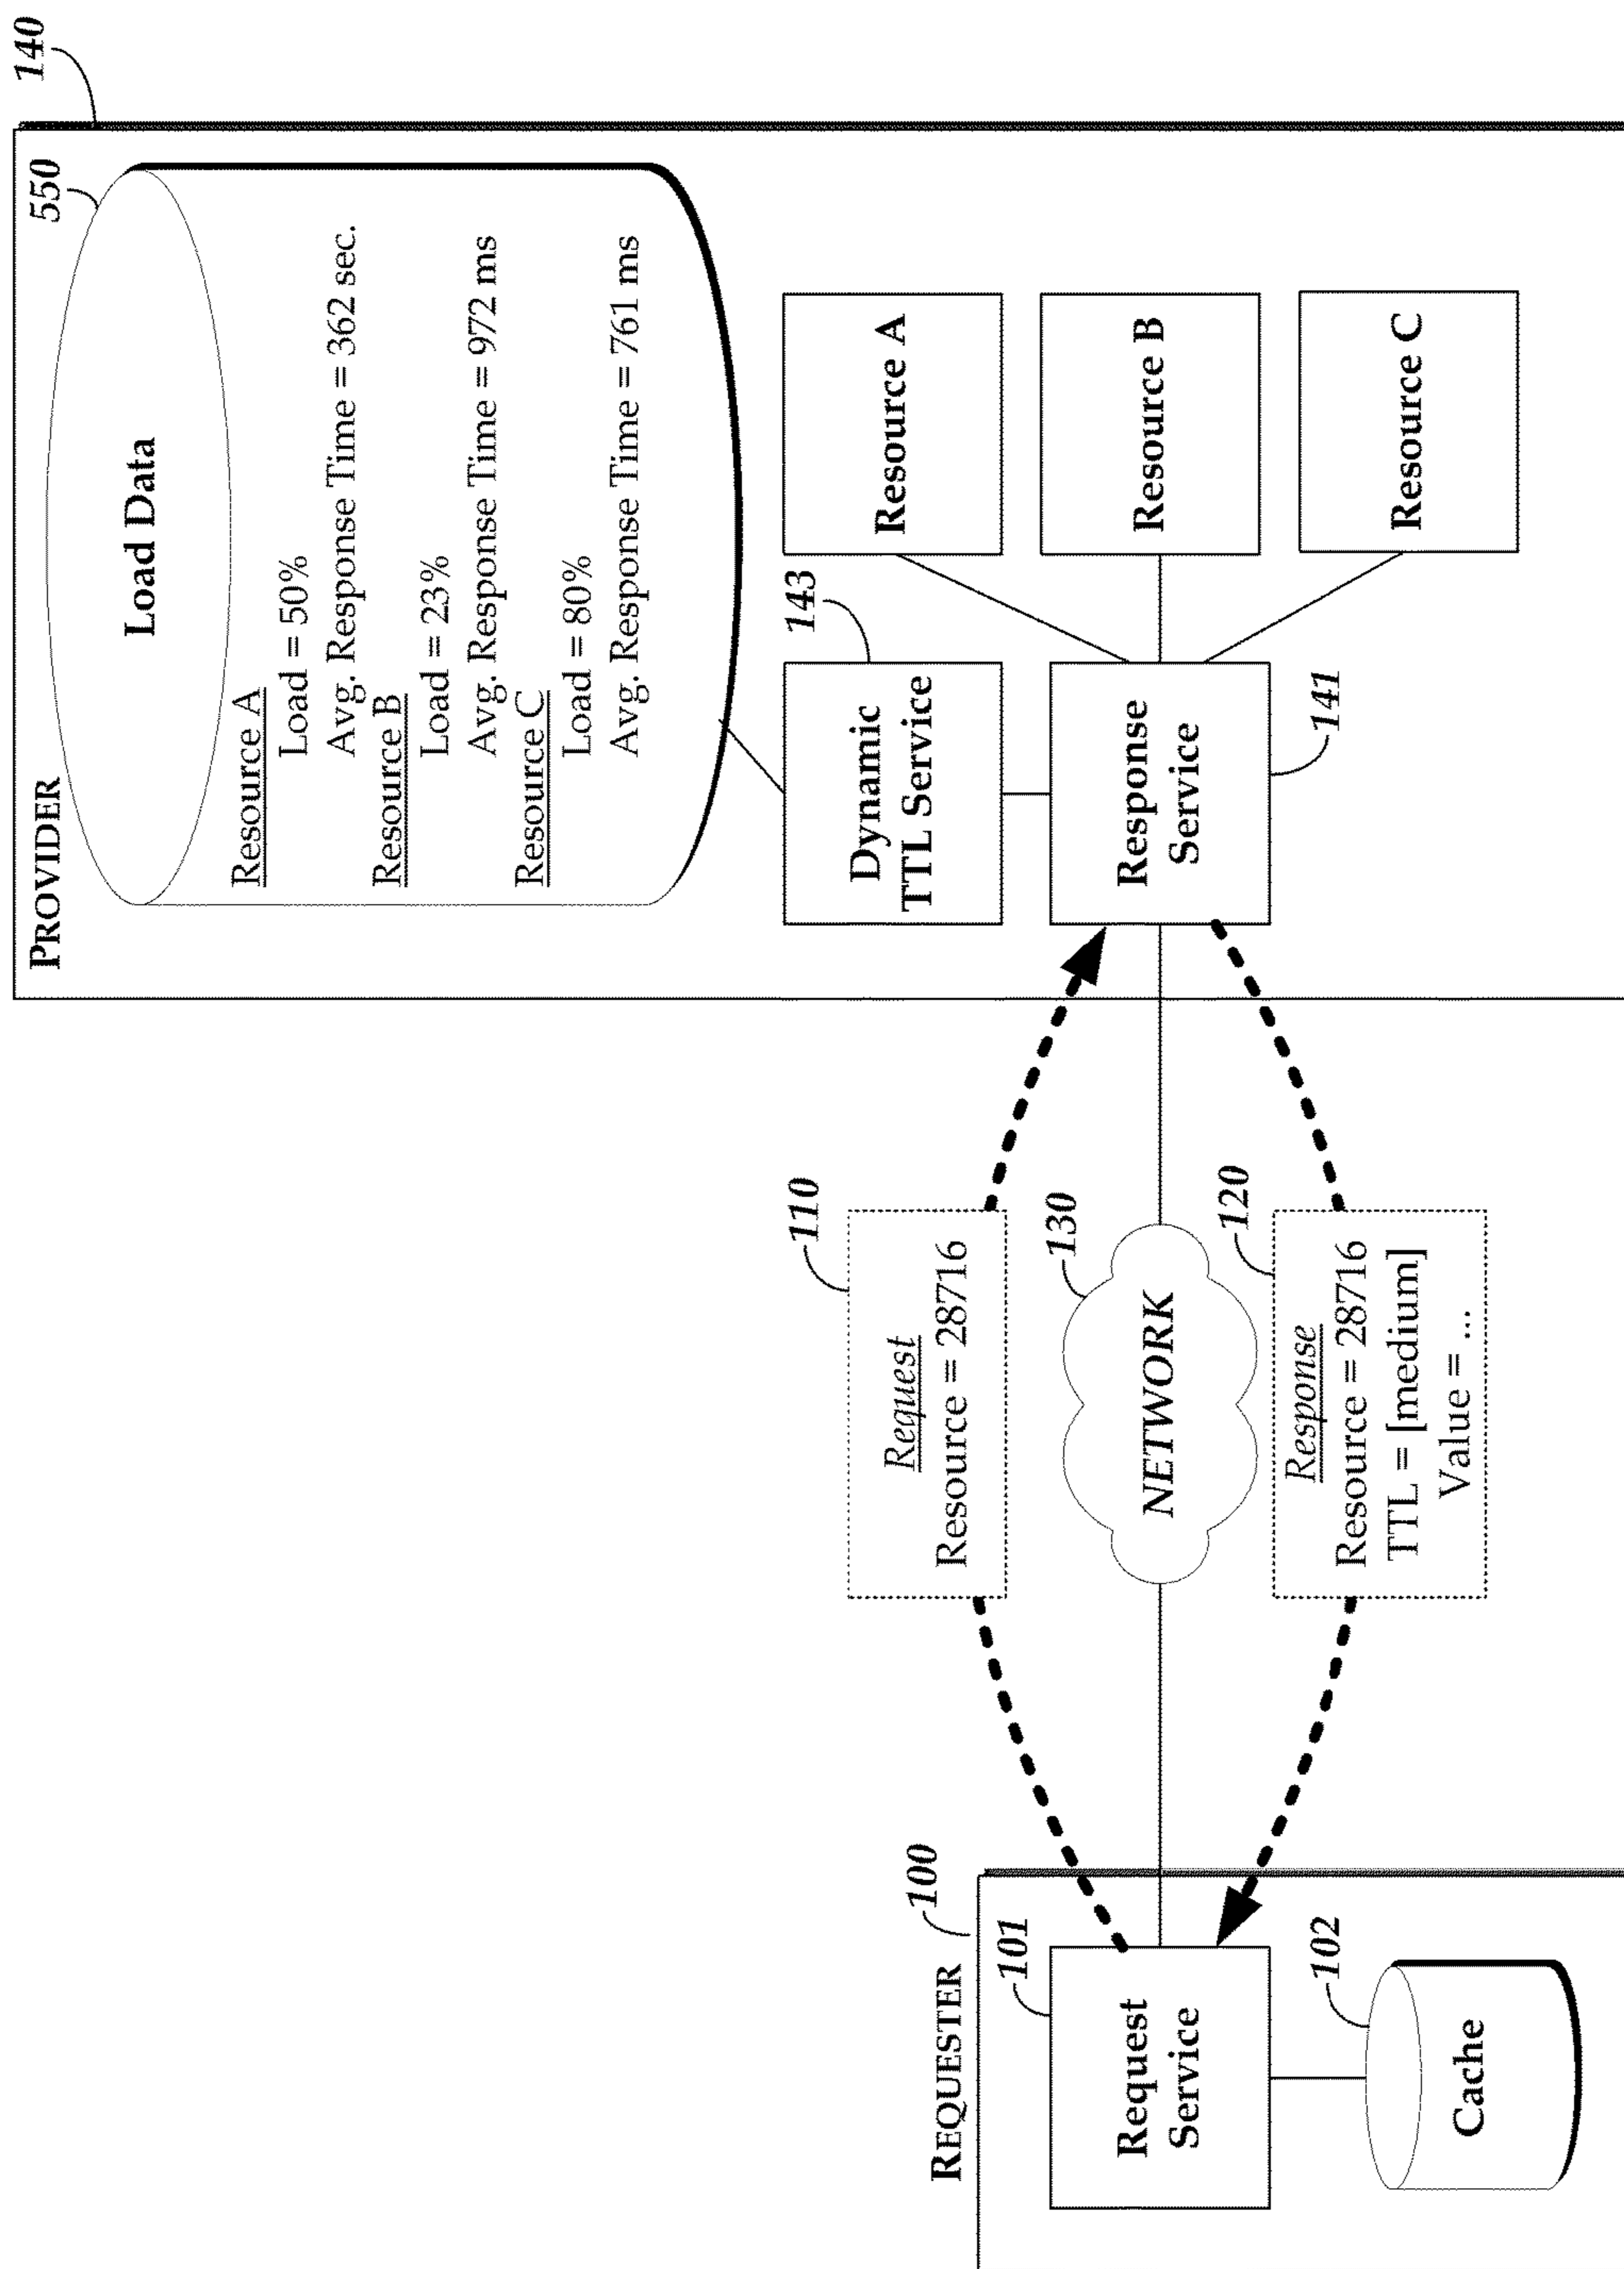 PROVIDER
140
550
Load Data
Resource A
Load = 50%
Avg. Response Time = 362 sec.
Resource B
Load = 23%
Avg. Response Time = 972 ms
Resource C
Load = 80%
Avg. Response Time = 761 ms
Dynamic
TTL Service
143
Resource A
Resource B
Resource C
Response
Service
141
110
Request
Resource = 28716
130
NETWORK
120
Response
Resource = 28716
TTL = [medium]
Value = ...
REQUESTER
100
101
Request
Service
102
Cache